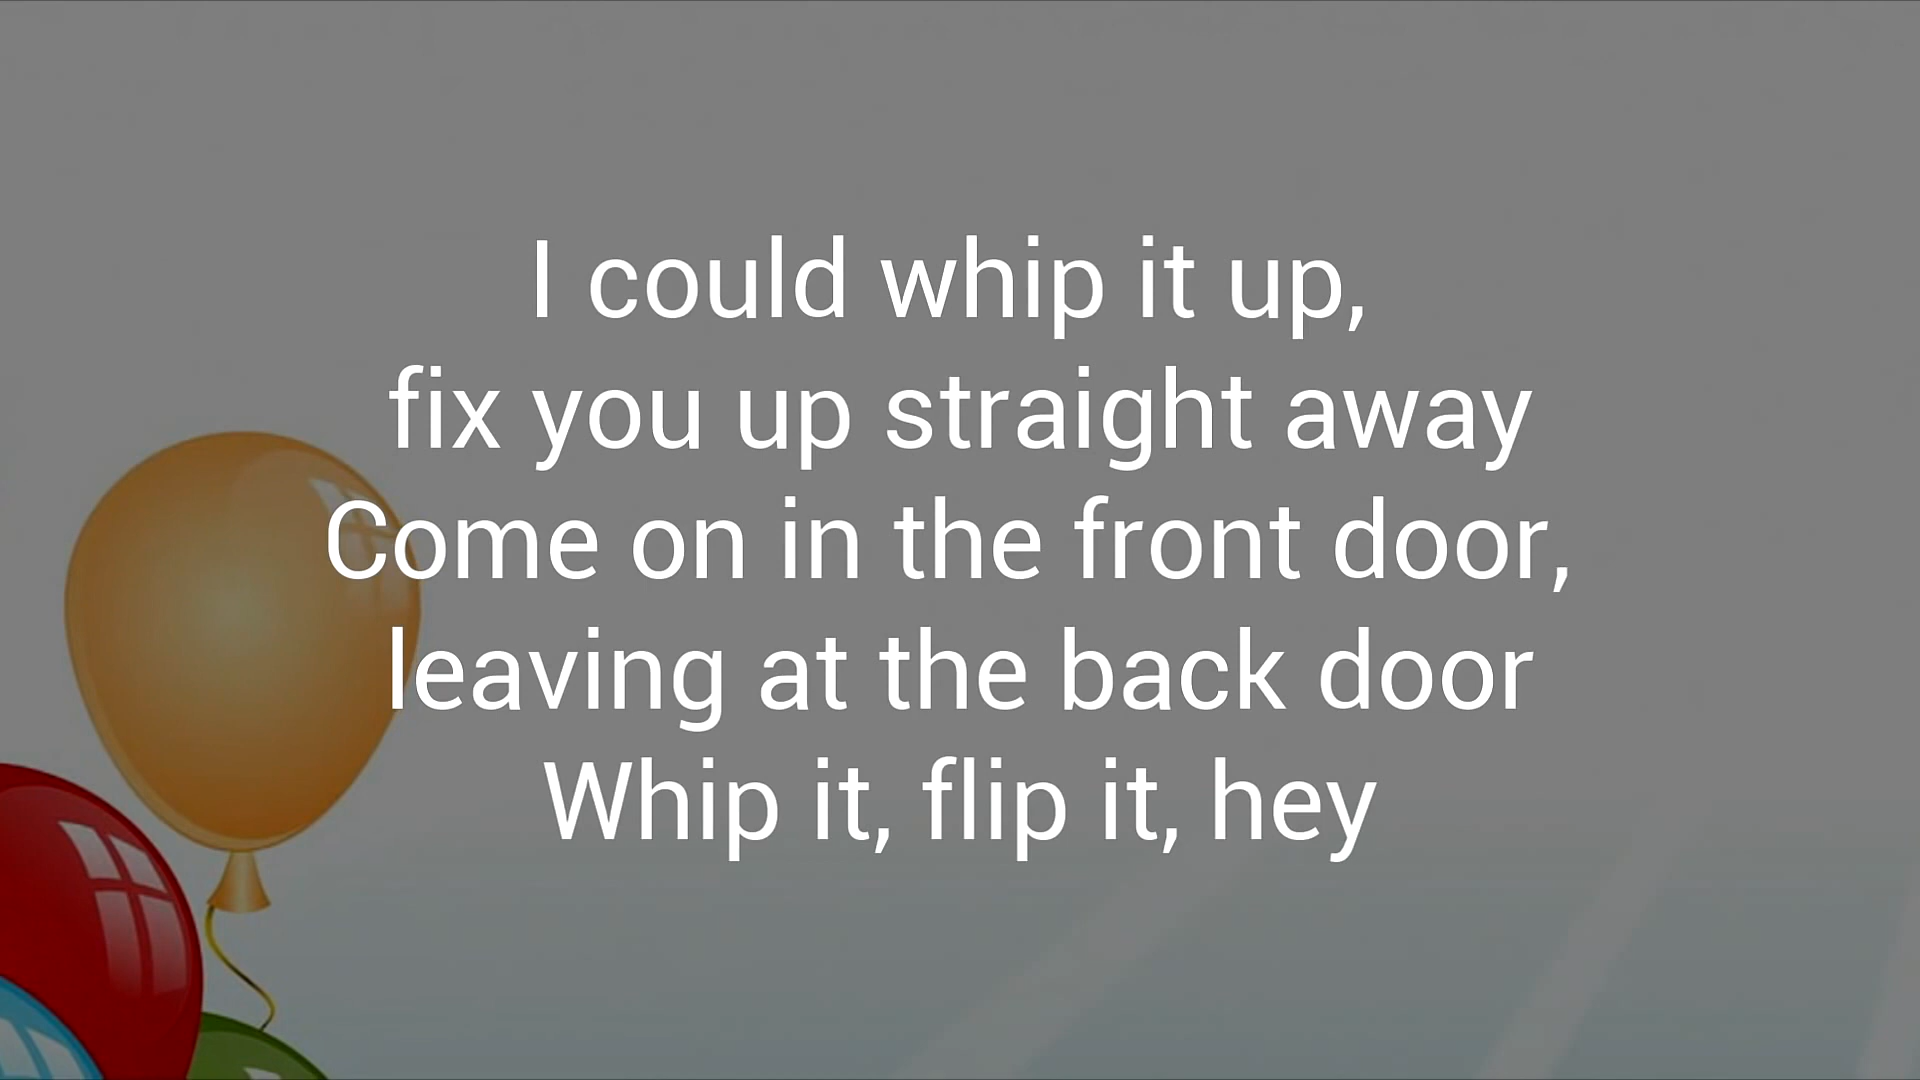 I could whip it up,
fix you up straight away
Come on in the front door,
leaving at the back door
Whip it, flip it, hey